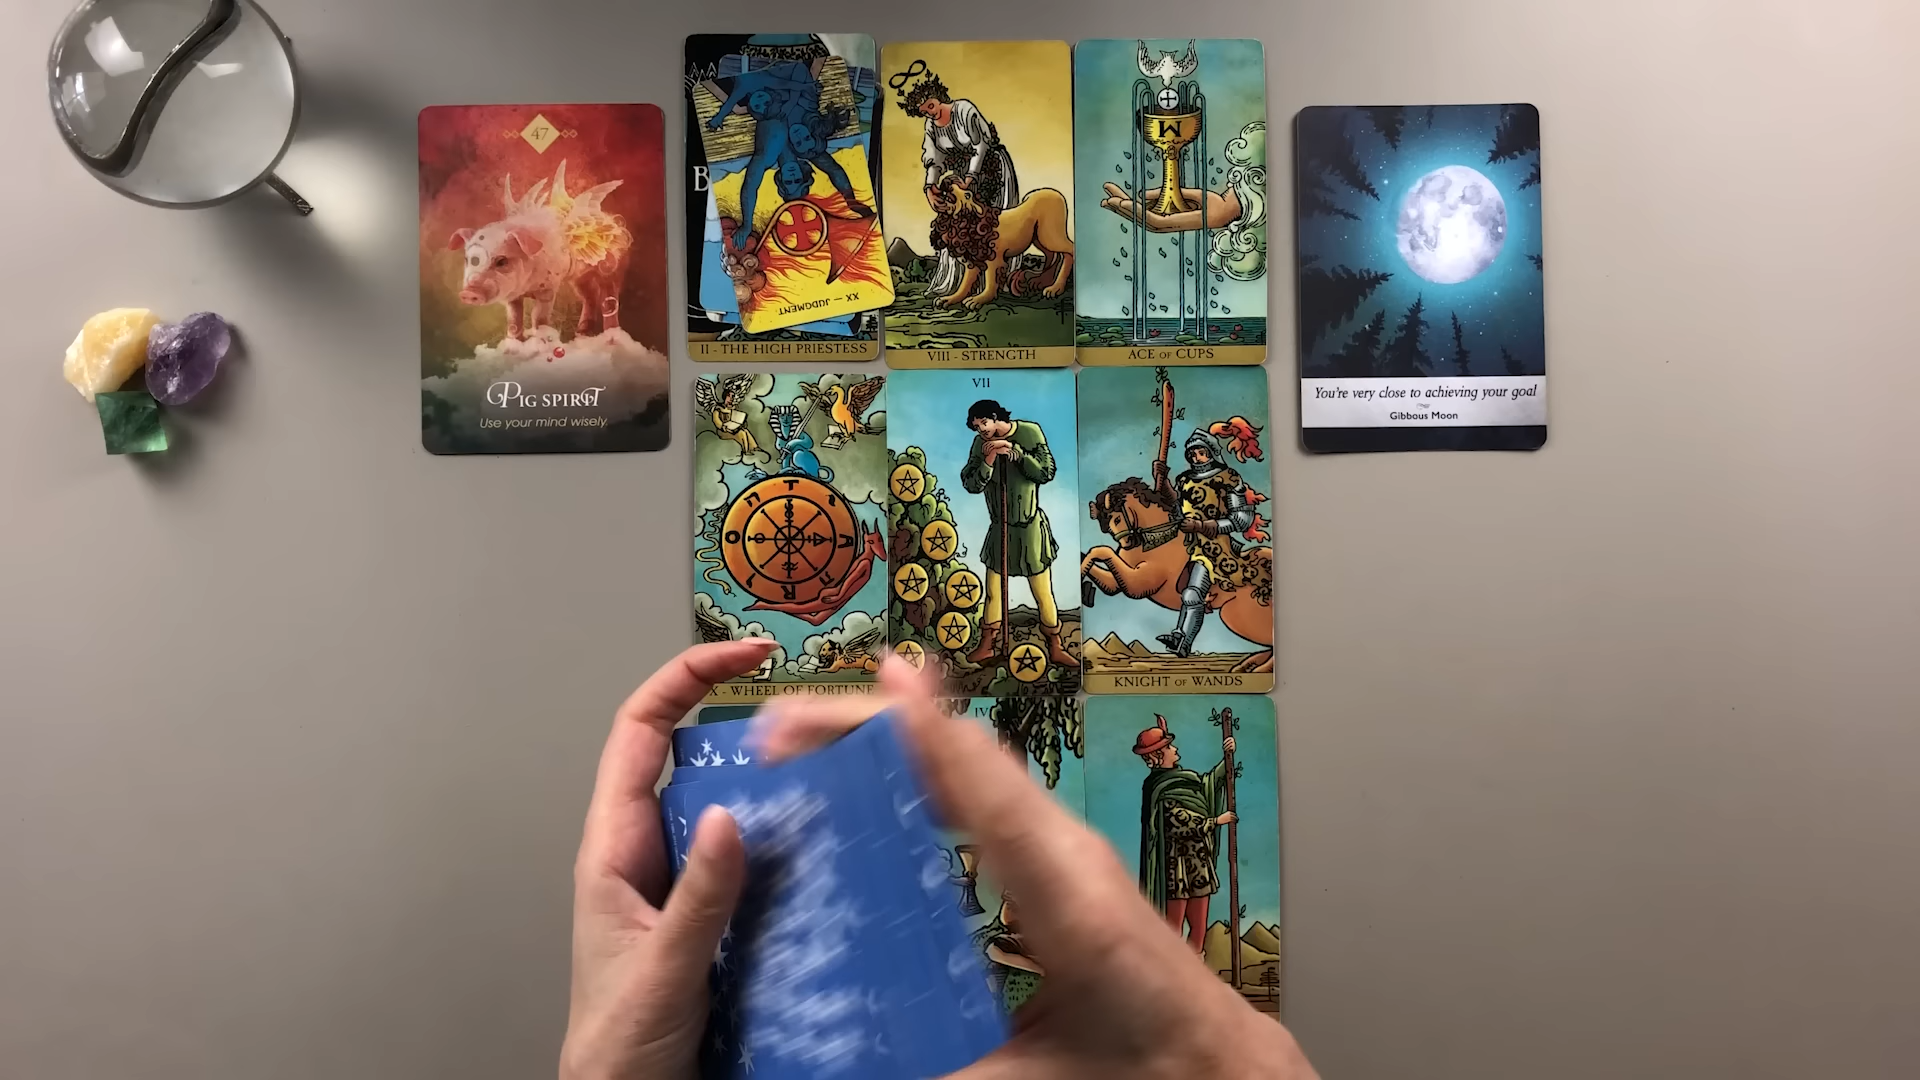 47
PIG SPIRIT
Use your mind wisely.
B
XX — JUDGMENT
II - THE HIGH PRIESTESS
VIII - STRENGTH
ACE OF CUPS
You're very close to achieving your goal
Gibbous Moon
VII
X - WHEEL OF FORTUNE
KNIGHT OF WANDS
IV